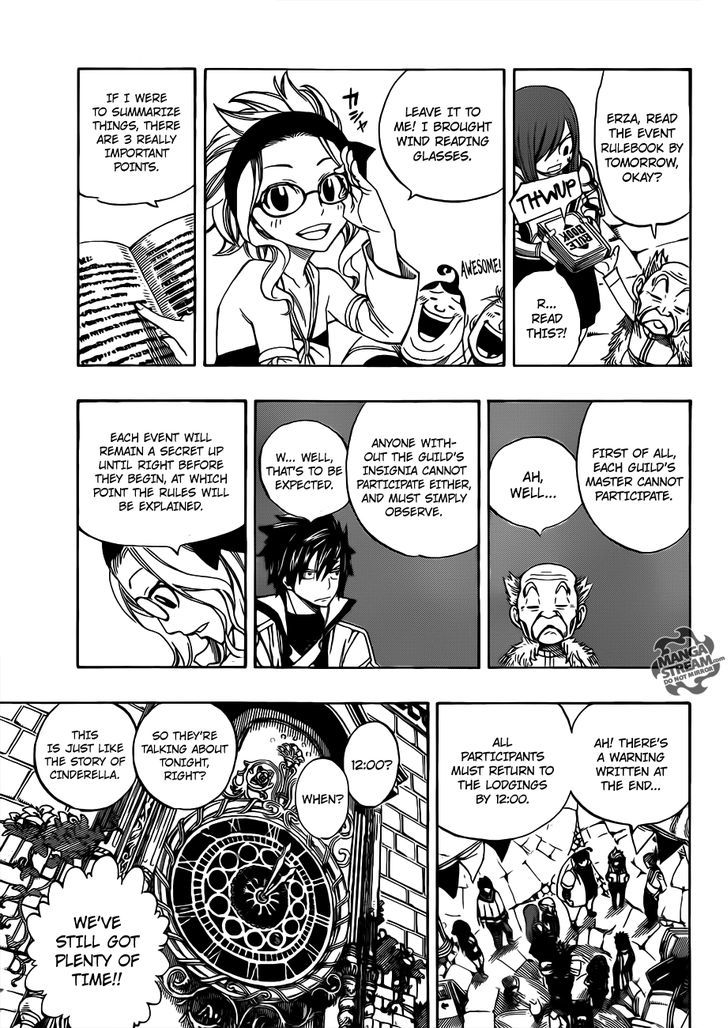 ERZA, READ
THE EVENT
RULEBOOK BY
TOMORROW,
OKAY?
THWUP
RULE
BOOK
R...
READ
THIS?!
LEAVE IT TO
ME! I BROUGHT
WIND READING
GLASSES.
AWESOME!
IF I WERE
TO SUMMARIZE
THINGS, THERE
ARE 3 REALLY
IMPORTANT
POINTS.
FIRST OF ALL,
EACH GUILD'S
MASTER CANNOT
PARTICIPATE.
AH,
WELL...
ANYONE WITH-
OUT THE GUILD'S
INSIGNIA CANNOT
PARTICIPATE EITHER,
AND MUST SIMPLY
OBSERVE.
W... WELL,
THAT'S TO BE
EXPECTED.
EACH EVENT WILL
REMAIN A SECRET UP
UNTIL RIGHT BEFORE
THEY BEGIN, AT WHICH
POINT THE RULES WILL
BE EXPLAINED.
MANGA
STREAM.com
DO NOT MIRROR!
AH! THERE'S
A WARNING
WRITTEN AT
THE END...
ALL
PARTICIPANTS
MUST RETURN TO
THE LODGINGS
BY 12:00.
12:00?
WHEN?
SO THEY'RE
TALKING ABOUT
TONIGHT,
RIGHT?
THIS
IS JUST LIKE
THE STORY OF
CINDERELLA.
WE'VE
STILL GOT
PLENTY OF
TIME!!